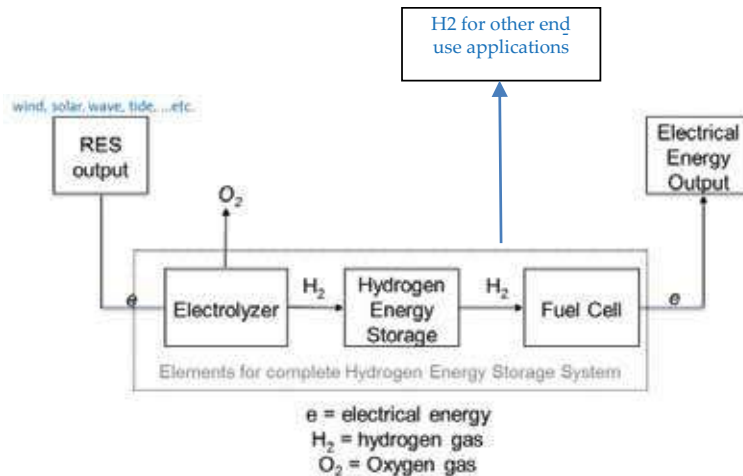 H2 for other end
use applications
wind, solar, wave, tide, ...etc.
RES
output
Electrical
Energy
Output
O₂
e
Electrolyzer
H₂
Hydrogen
Energy
Storage
H₂
Fuel Cell
e
Elements for complete Hydrogen Energy Storage System
e = electrical energy
H₂ = hydrogen gas
O₂ = Oxygen gas